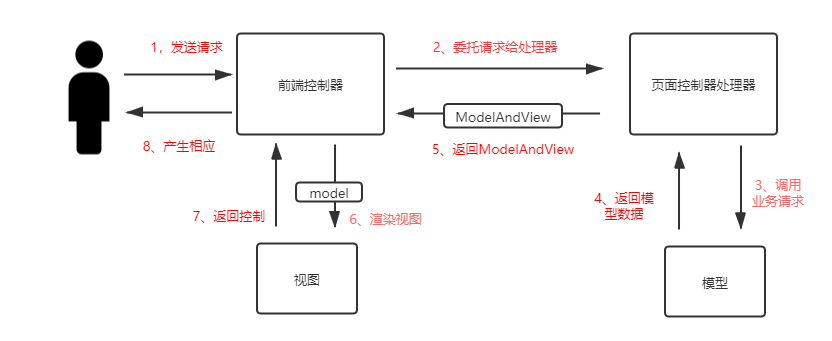 1，发送请求
2、委托请求给处理器
前端控制器
页面控制器处理器
ModelAndView
8、产生相应
5、返回ModelAndView
model
3、调用
业务请求
4、返回模
型数据
7、返回控制
6、渲染视图
视图
模型